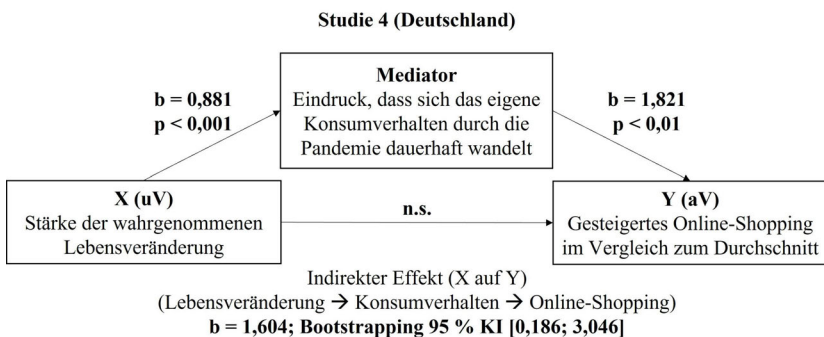 Studie 4 (Deutschland)
Mediator
Eindruck, dass sich das eigene
Konsumverhalten durch die
Pandemie dauerhaft wandelt
b = 0,881
p < 0,001
b = 1,821
p < 0,01
X (uV)
Stärke der wahrgenommenen
Lebensveränderung
n.s.
Y (aV)
Gesteigertes Online-Shopping
im Vergleich zum Durchschnitt
Indirekter Effekt (X auf Y)
(Lebensveränderung → Konsumverhalten → Online-Shopping)
b = 1,604; Bootstrapping 95 % KI [0,186; 3,046]